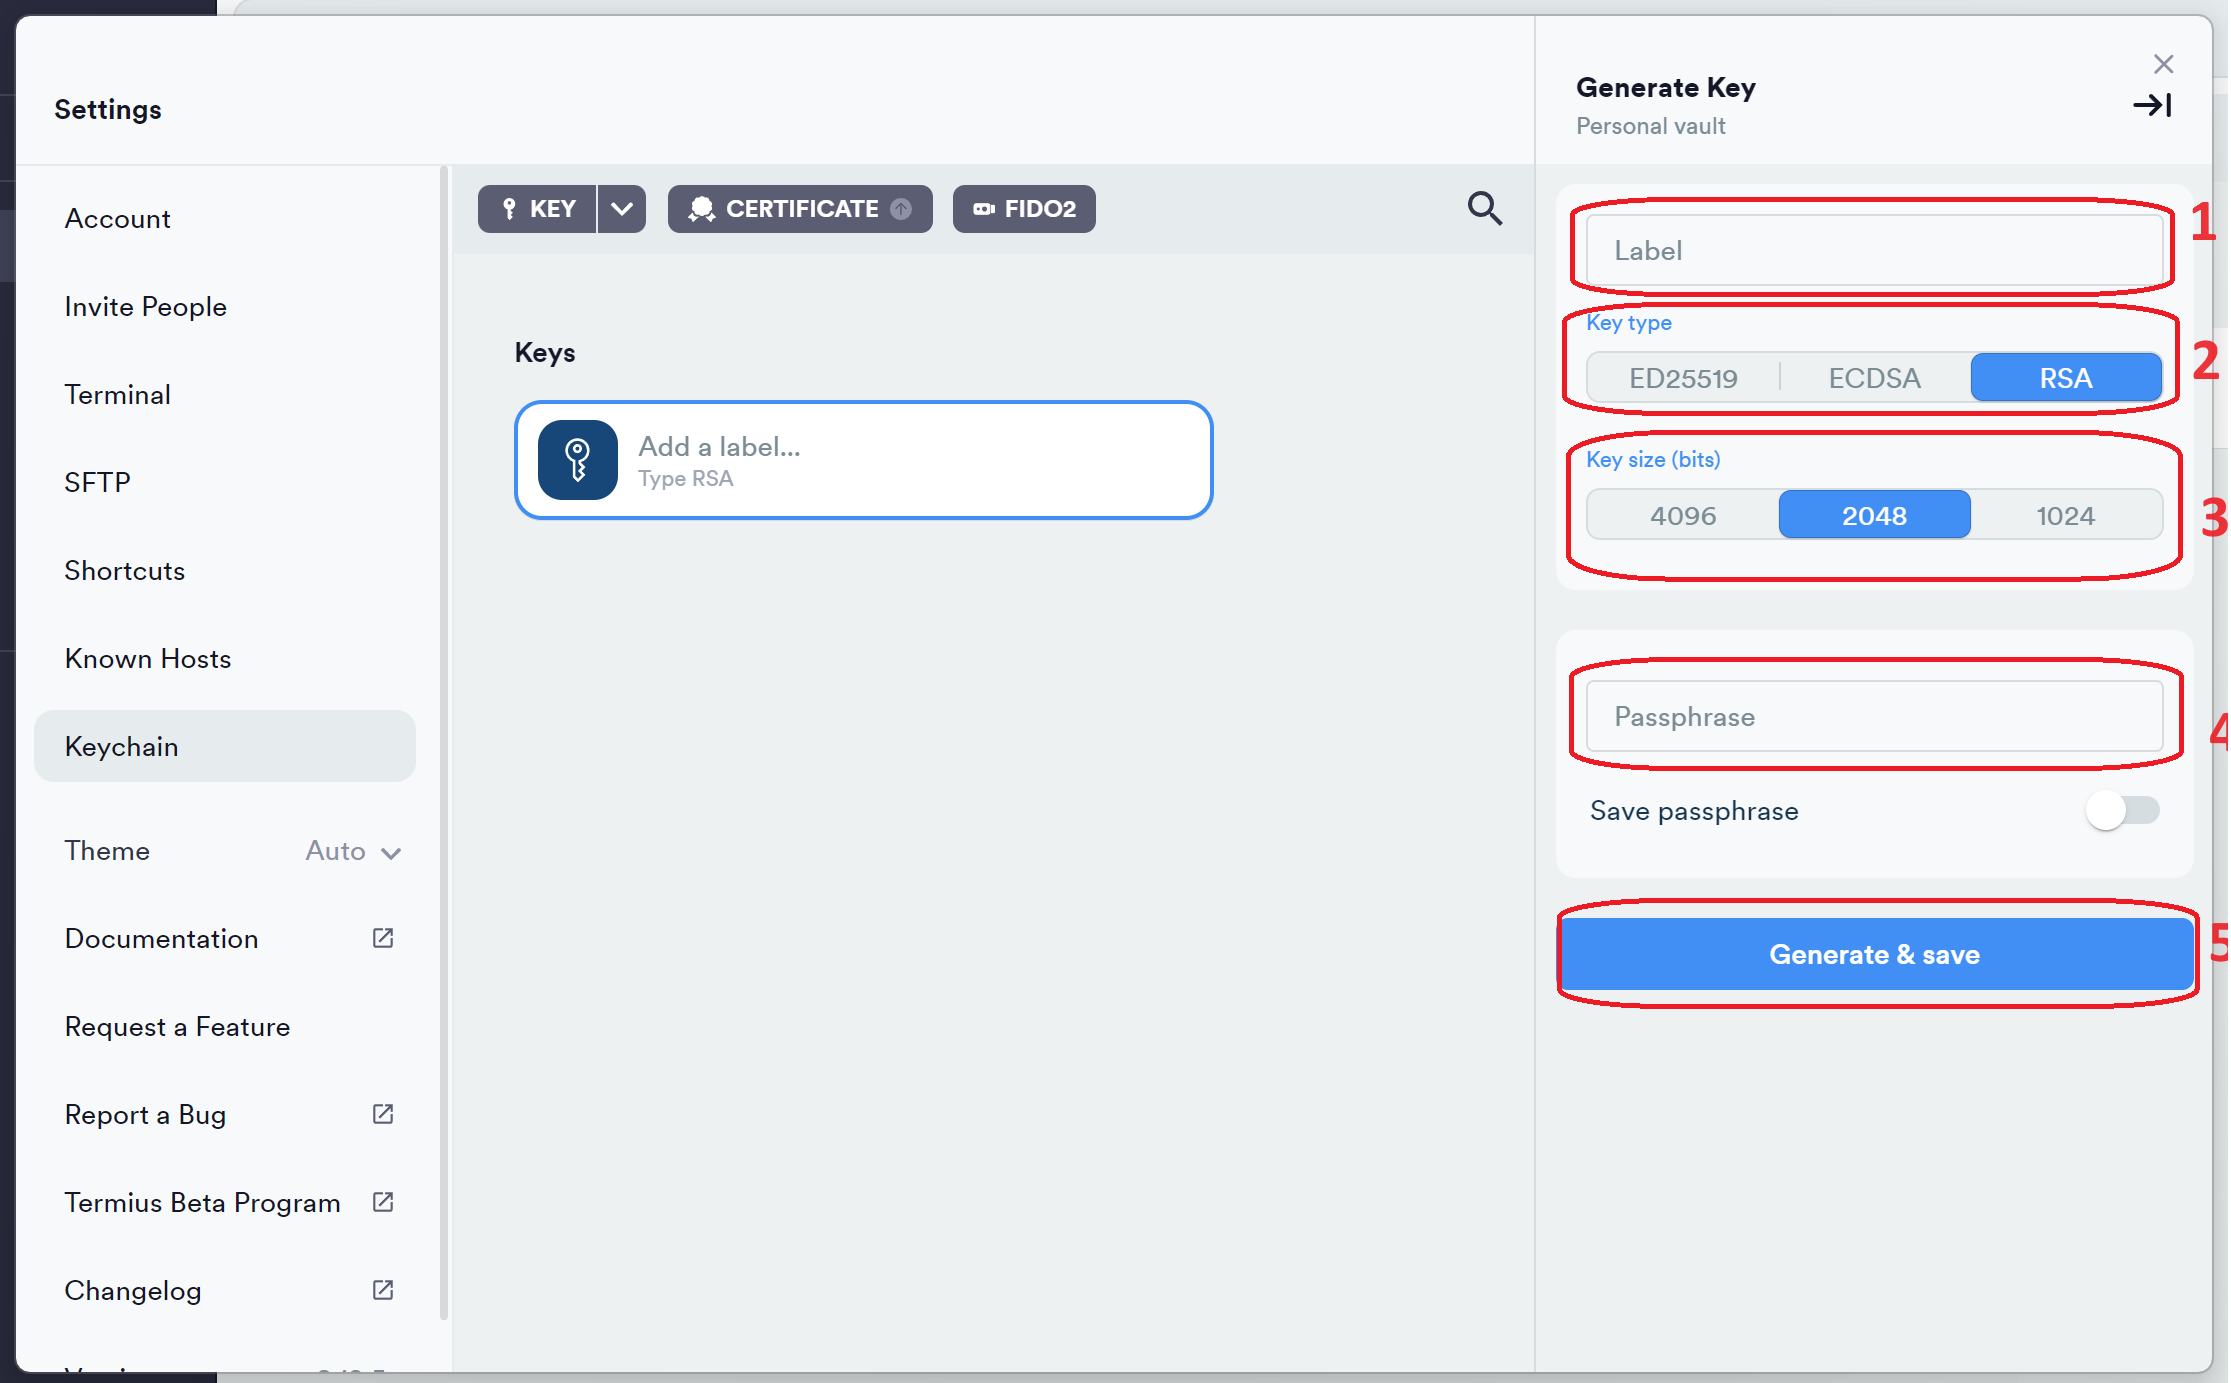 Settings
Account
Invite People
Terminal
SFTP
Shortcuts
Known Hosts
Keychain
Theme Auto
Documentation
Request a Feature
Report a Bug
Termius Beta Program
Changelog
KEY CERTIFICATE FIDO2
Keys
Add a label...
Type RSA
Generate Key
Personal vault
Label
1
Key type
ED25519 ECDSA RSA
2
Key size (bits)
4096 2048 1024
3
Passphrase
4
Save passphrase
Generate & save
5